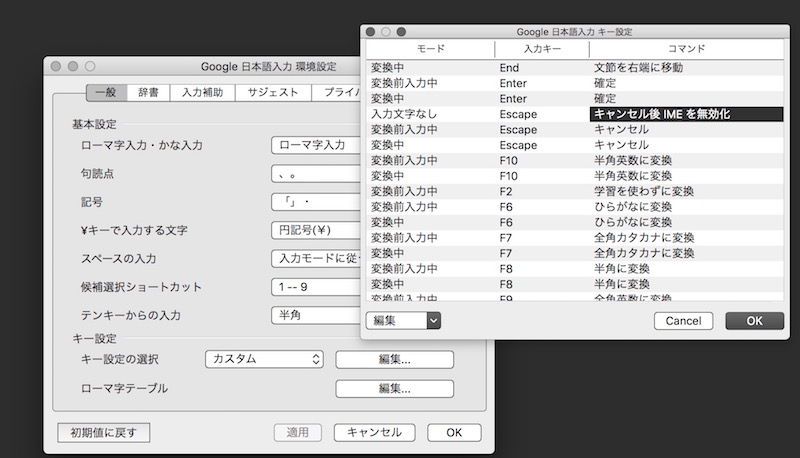 Google 日本語入力 環境設定
一般 辞書 入力補助 サジェスト プライバ
基本設定
ローマ字入力・かな入力 ローマ字入力
句読点 、。
記号 「」・
¥キーで入力する文字 円記号(¥)
スペースの入力 入力モードに従っ
候補選択ショートカット 1 -- 9
テンキーからの入力 半角
キー設定
キー設定の選択 カスタム 編集...
ローマ字テーブル 編集...
初期値に戻す 適用 キャンセル OK
Google 日本語入力 キー設定
モード 入力キー コマンド
変換中 End 文節を右端に移動
変換前入力中 Enter 確定
変換中 Enter 確定
入力文字なし Escape キャンセル後 IME を無効化
変換前入力中 Escape キャンセル
変換中 Escape キャンセル
変換前入力中 F10 半角英数に変換
変換中 F10 半角英数に変換
変換前入力中 F2 学習を使わずに変換
変換前入力中 F6 ひらがなに変換
変換中 F6 ひらがなに変換
変換前入力中 F7 全角カタカナに変換
変換中 F7 全角カタカナに変換
変換前入力中 F8 半角に変換
変換中 F8 半角に変換
変換前入力中 F9 全角英数に変換
編集 Cancel OK